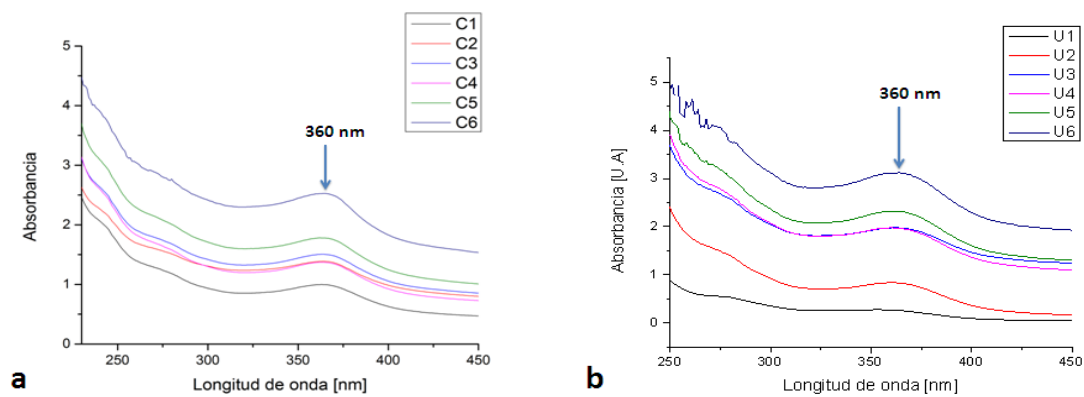 C1
C2
C3
C4
C5
C6
5
4
3
2
1
0
Absorbancia
360 nm
250
300
350
400
450
Longitud de onda [nm]
a
U1
U2
U3
U4
U5
U6
5
4
3
2
1
0
Absorbancia [U.A]
360 nm
250
300
350
400
450
Longitud de onda [nm]
b